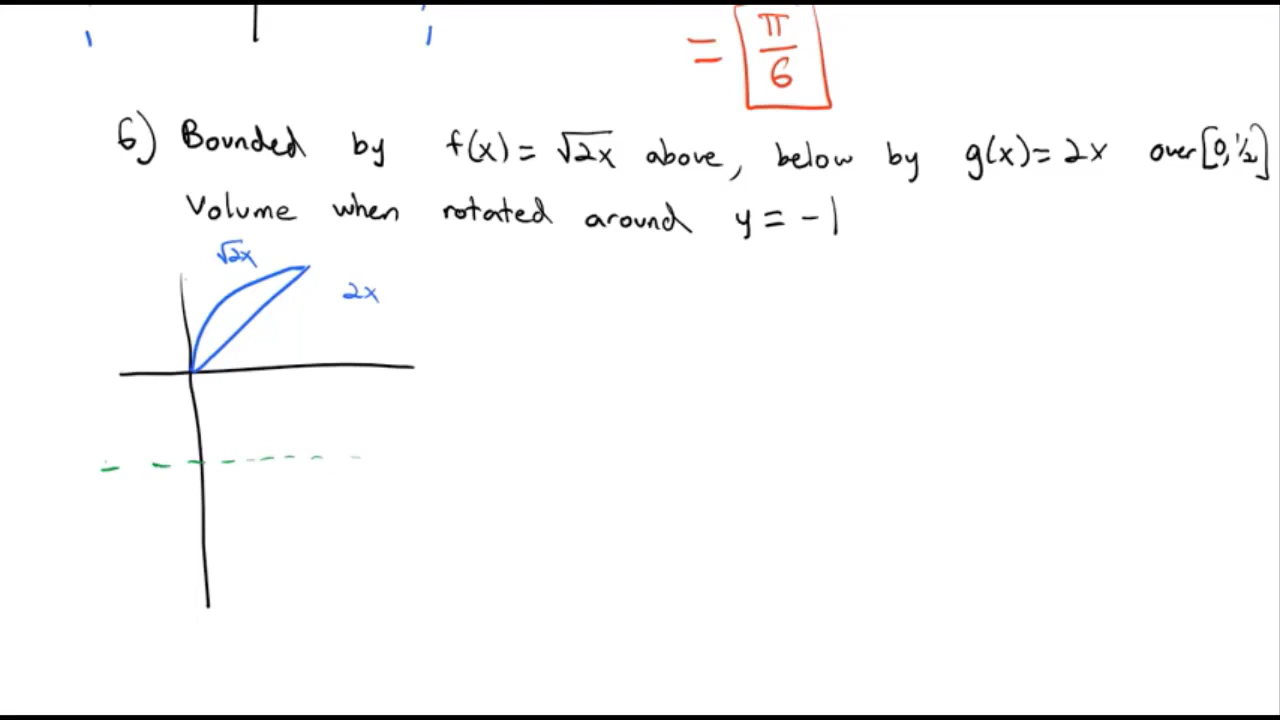 = π/6
6) Bounded by f(x) = √2x above, below by g(x) = 2x over [0, ½]
Volume when rotated around y = -1
√2x
2x